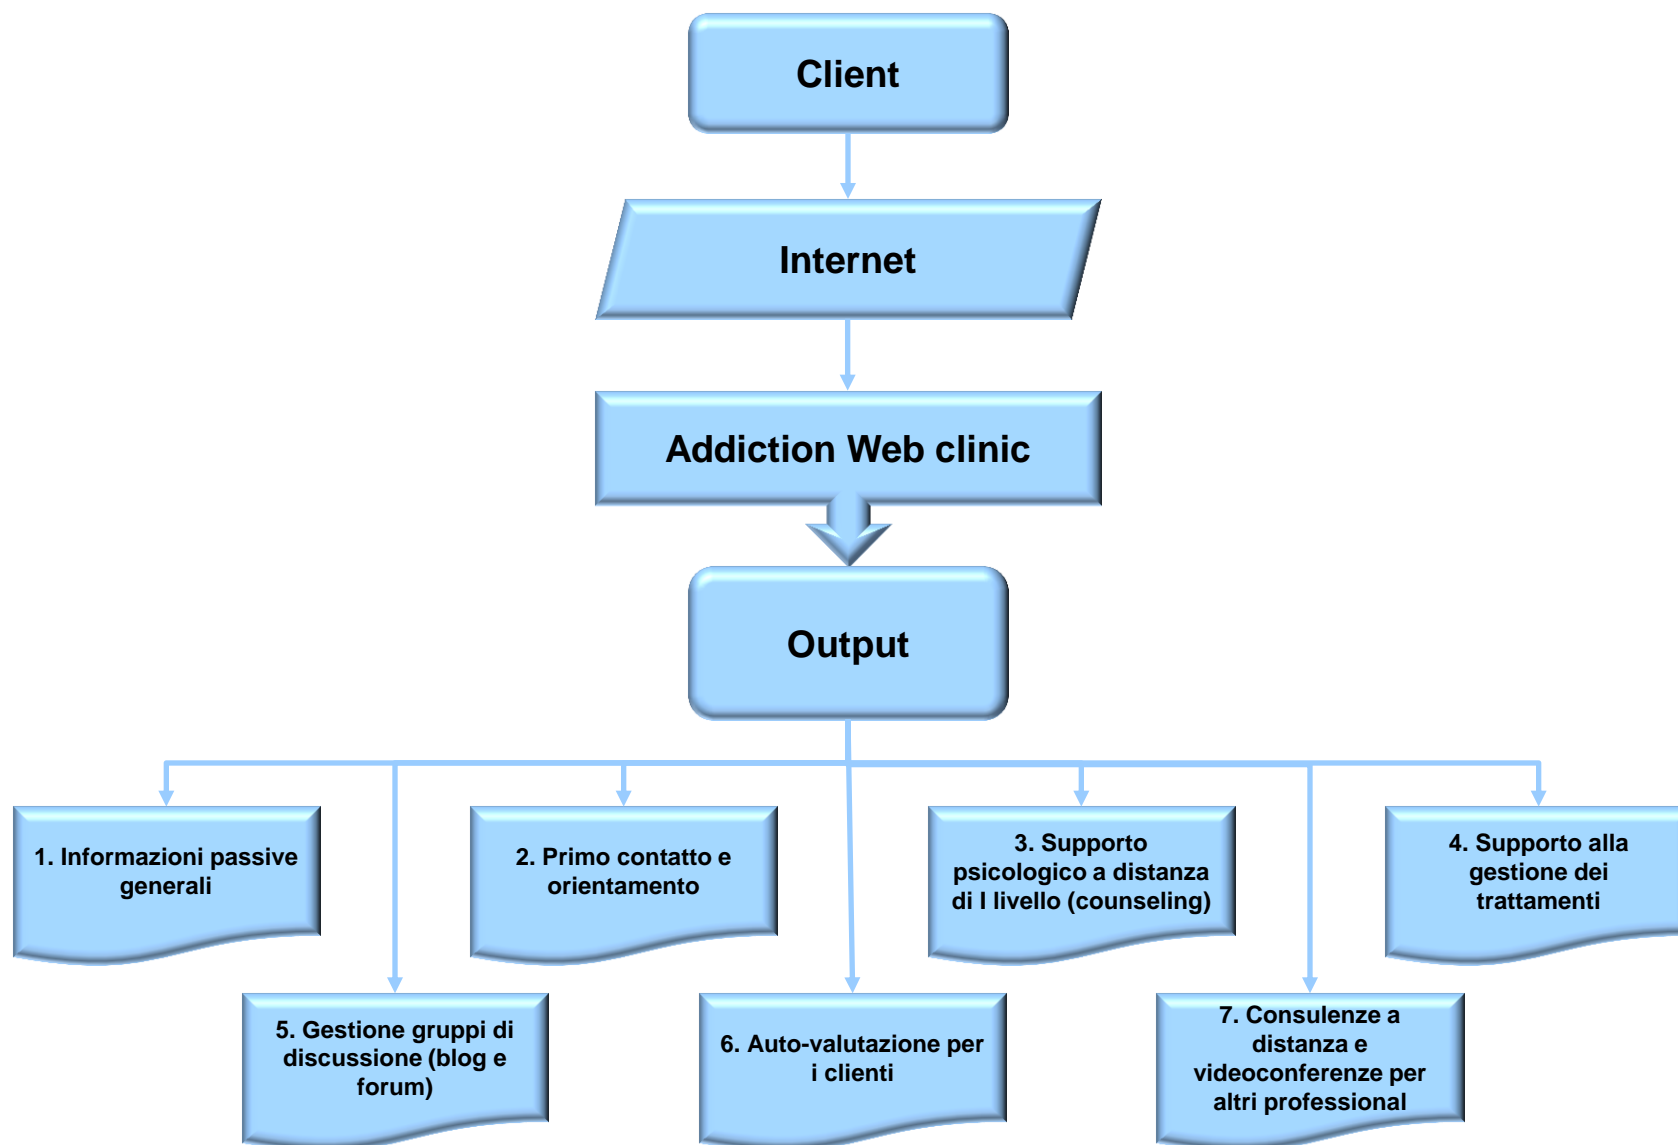 Client
Internet
Addiction Web clinic
Output
1. Informazioni passive
generali
2. Primo contatto e
orientamento
3. Supporto
psicologico a distanza
di I livello (counseling)
4. Supporto alla
gestione dei
trattamenti
5. Gestione gruppi di
discussione (blog e
forum)
6. Auto-valutazione per
i clienti
7. Consulenze a
distanza e
videoconferenze per
altri professional